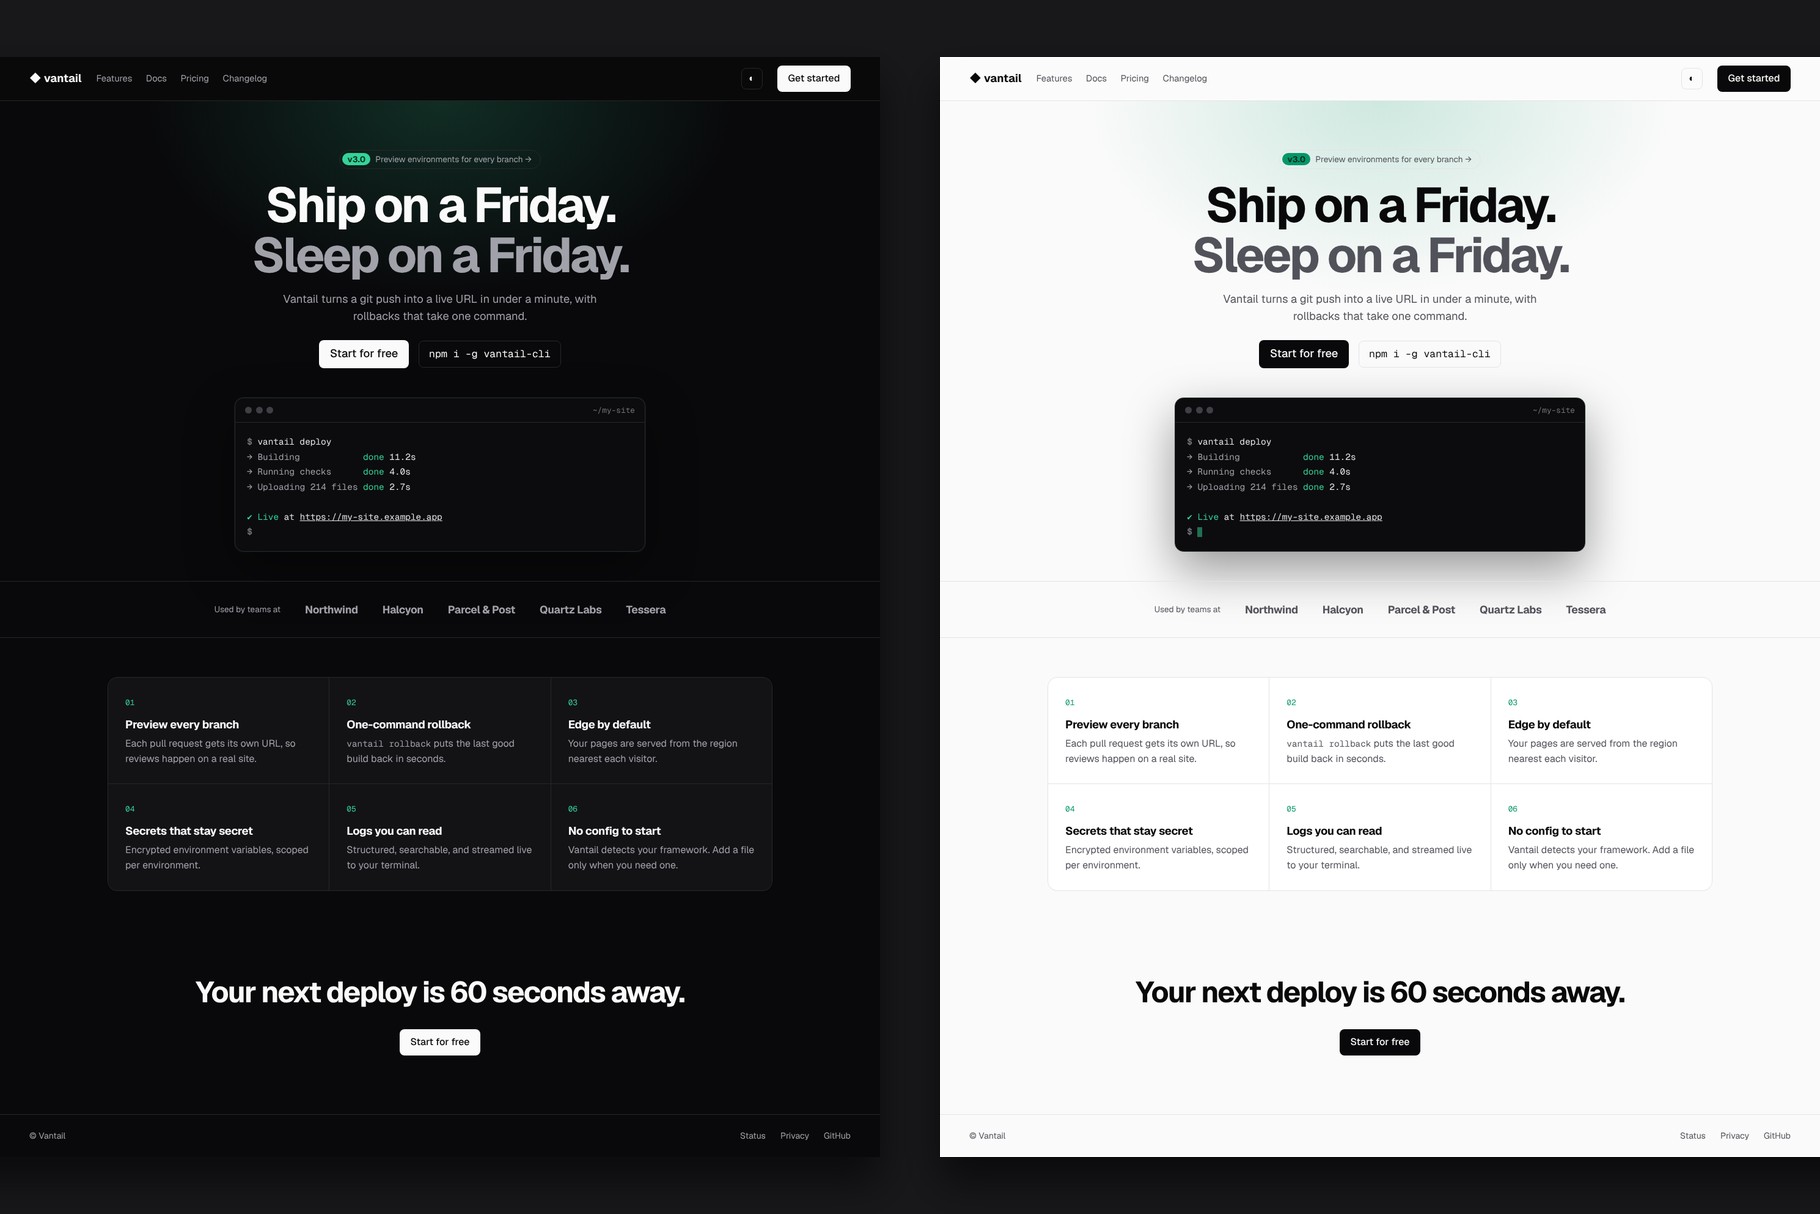 vantail Features Docs Pricing Changelog Get started
v3.0 Preview environments for every branch →
Ship on a Friday.
Sleep on a Friday.
Vantail turns a git push into a live URL in under a minute, with
rollbacks that take one command.
Start for free npm i -g vantail-cli
~/my-site
$ vantail deploy
→ Building done 11.2s
→ Running checks done 4.0s
→ Uploading 214 files done 2.7s
✓ Live at https://my-site.example.app
$
Used by teams at Northwind Halcyon Parcel & Post Quartz Labs Tessera
01
Preview every branch
Each pull request gets its own URL, so
reviews happen on a real site.
02
One-command rollback
vantail rollback puts the last good
build back in seconds.
03
Edge by default
Your pages are served from the region
nearest each visitor.
04
Secrets that stay secret
Encrypted environment variables, scoped
per environment.
05
Logs you can read
Structured, searchable, and streamed live
to your terminal.
06
No config to start
Vantail detects your framework. Add a file
only when you need one.
Your next deploy is 60 seconds away.
Start for free
© Vantail Status Privacy GitHub
vantail Features Docs Pricing Changelog Get started
v3.0 Preview environments for every branch →
Ship on a Friday.
Sleep on a Friday.
Vantail turns a git push into a live URL in under a minute, with
rollbacks that take one command.
Start for free npm i -g vantail-cli
~/my-site
$ vantail deploy
→ Building done 11.2s
→ Running checks done 4.0s
→ Uploading 214 files done 2.7s
✓ Live at https://my-site.example.app
$
Used by teams at Northwind Halcyon Parcel & Post Quartz Labs Tessera
01
Preview every branch
Each pull request gets its own URL, so
reviews happen on a real site.
02
One-command rollback
vantail rollback puts the last good
build back in seconds.
03
Edge by default
Your pages are served from the region
nearest each visitor.
04
Secrets that stay secret
Encrypted environment variables, scoped
per environment.
05
Logs you can read
Structured, searchable, and streamed live
to your terminal.
06
No config to start
Vantail detects your framework. Add a file
only when you need one.
Your next deploy is 60 seconds away.
Start for free
© Vantail Status Privacy GitHub